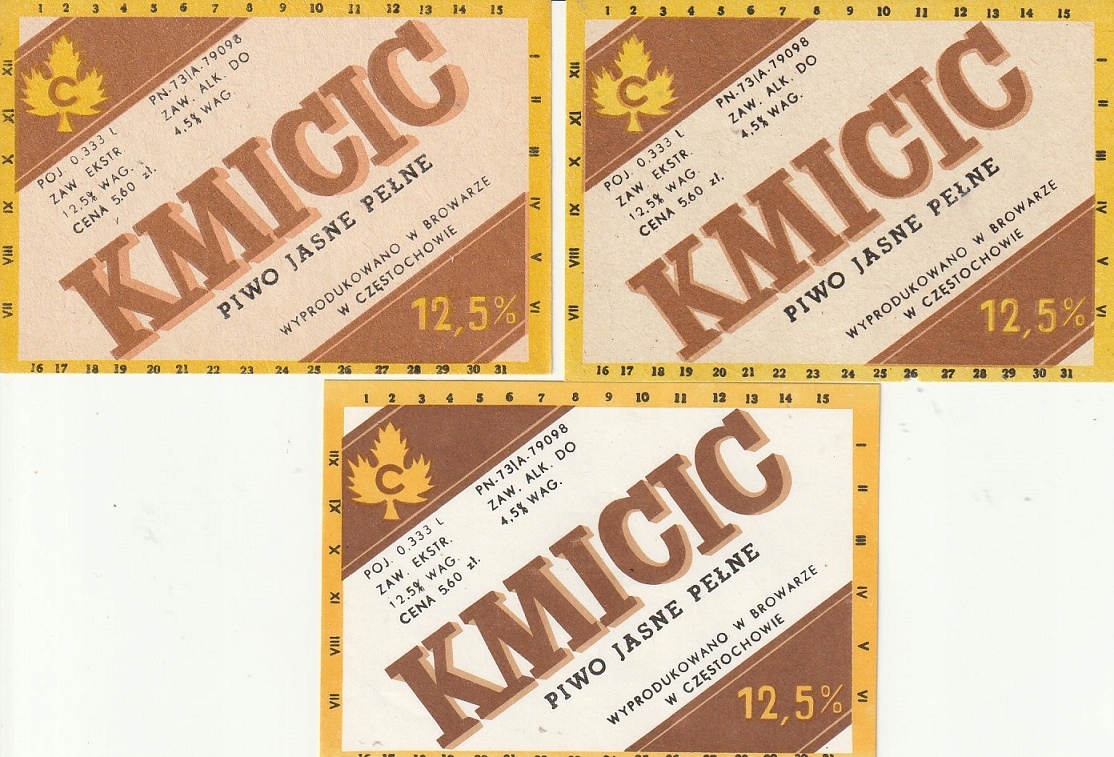 1 2 3 4 5 6 7 8 9 10 11 12 13 14 15
XII
XI
X
IX
VIII
VII
I
II
III
IV
V
VI
C
PN-73|A-79098
ZAW. ALK. DO
4,5% WAG.
POJ. 0.333 L
ZAW. EKSTR.
12.5% WAG.
CENA 5.60 zł.
KMICIC
PIWO JASNE PEŁNE
WYPRODUKOWANO W BROWARZE
W CZĘSTOCHOWIE
12,5%
16 17 18 19 20 21 22 23 24 25 26 27 28 29 30 31
1 2 3 4 5 6 7 8 9 10 11 12 13 14 15
XII
XI
X
IX
VIII
VII
I
II
III
IV
V
VI
C
PN-73|A-79098
ZAW. ALK. DO
4,5% WAG.
POJ. 0.333 L
ZAW. EKSTR.
12.5% WAG.
CENA 5.60 zł.
KMICIC
PIWO JASNE PEŁNE
WYPRODUKOWANO W BROWARZE
W CZĘSTOCHOWIE
12,5%
16 17 18 19 20 21 22 23 24 25 26 27 28 29 30 31
1 2 3 4 5 6 7 8 9 10 11 12 13 14 15
XII
XI
X
IX
VIII
VII
I
II
III
IV
V
VI
C
PN-73|A-79098
ZAW. ALK. DO
4,5% WAG.
POJ. 0.333 L
ZAW. EKSTR.
12.5% WAG.
CENA 5.60 zł.
KMICIC
PIWO JASNE PEŁNE
WYPRODUKOWANO W BROWARZE
W CZĘSTOCHOWIE
12,5%